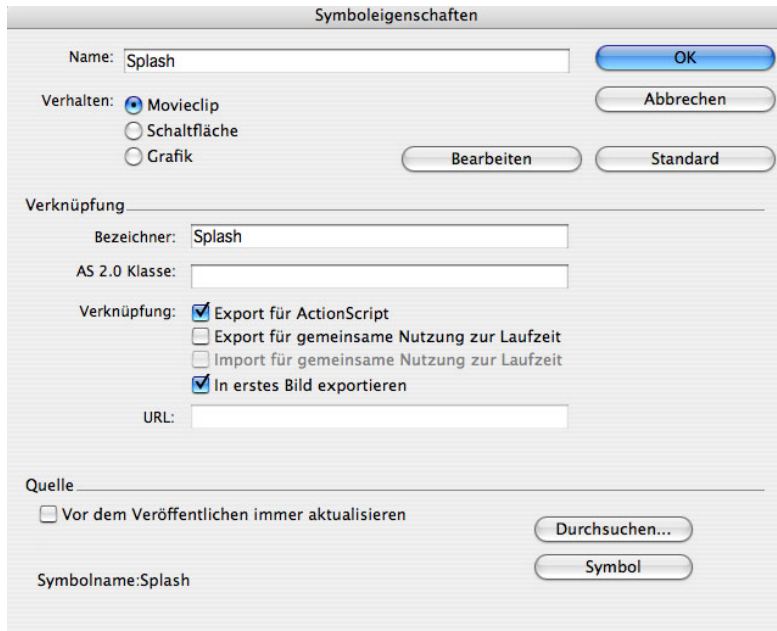 Symboleigenschaften
Name: Splash
OK
Verhalten: Movieclip
Abbrechen
Schaltfläche
Grafik
Bearbeiten
Standard
Verknüpfung
Bezeichner: Splash
AS 2.0 Klasse:
Verknüpfung: Export für ActionScript
Export für gemeinsame Nutzung zur Laufzeit
Import für gemeinsame Nutzung zur Laufzeit
In erstes Bild exportieren
URL:
Quelle
Vor dem Veröffentlichen immer aktualisieren
Durchsuchen...
Symbol
Symbolname:Splash